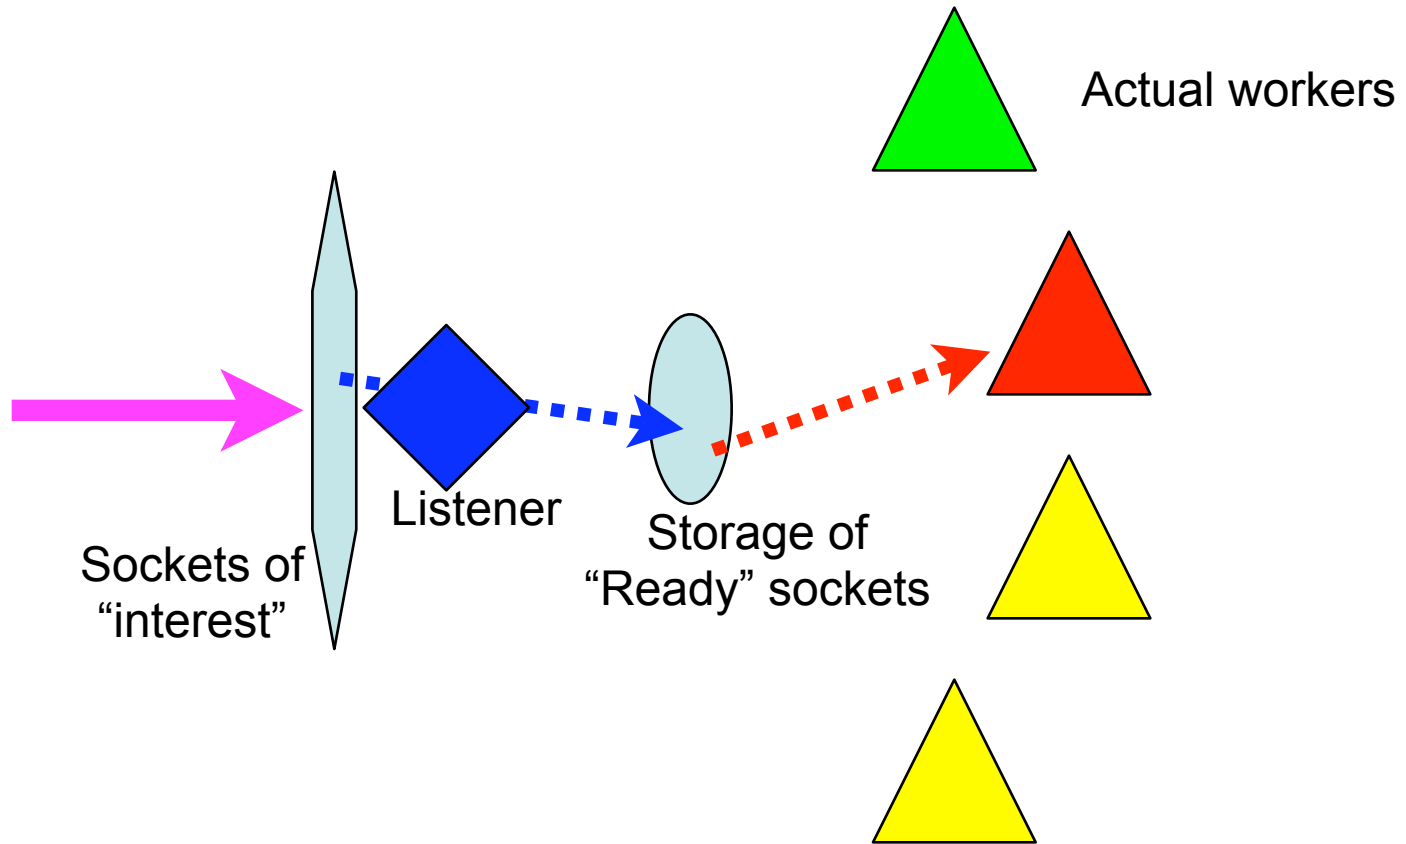 Actual workers
Listener
Storage of
“Ready” sockets
Sockets of
“interest”